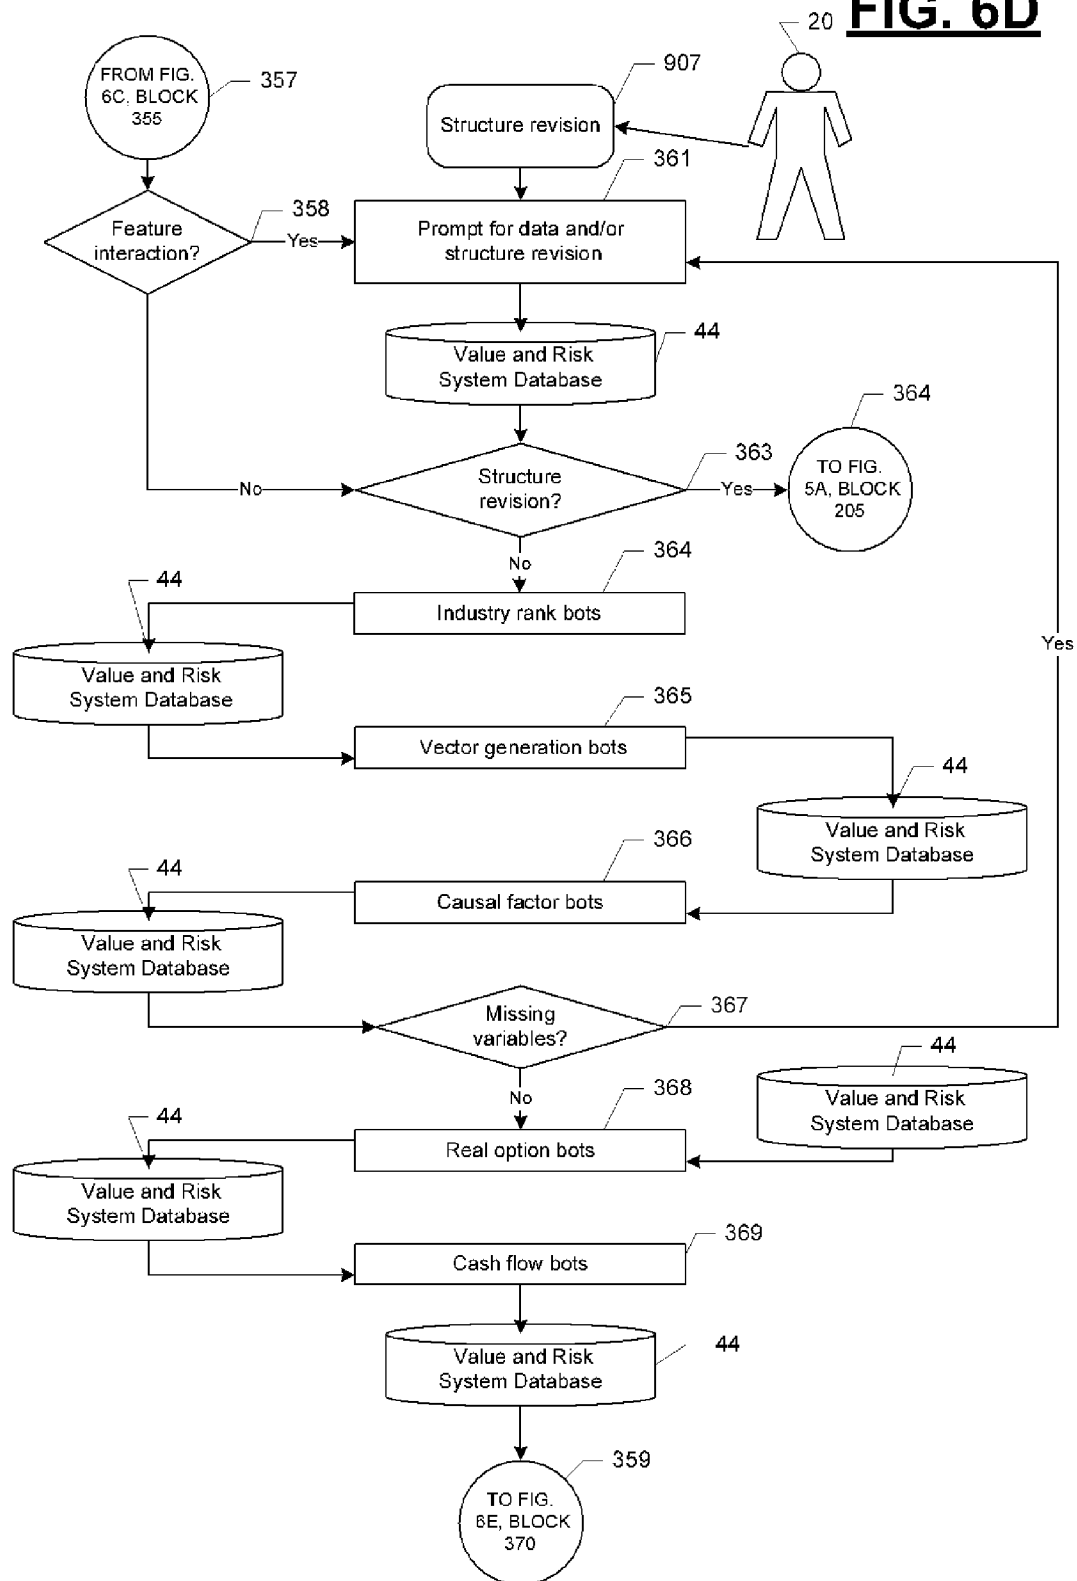 FIG. 6D
20
FROM FIG.
6C, BLOCK
355
357
907
Structure revision
361
358
Feature
interaction?
Yes
Prompt for data and/or
structure revision
44
Value and Risk
System Database
364
TO FIG.
5A, BLOCK
205
363
Structure
revision?
No
Yes
No
364
Industry rank bots
44
Value and Risk
System Database
Yes
365
Vector generation bots
44
Value and Risk
System Database
366
Causal factor bots
44
Value and Risk
System Database
367
Missing
variables?
No
44
Value and Risk
System Database
368
Real option bots
44
Value and Risk
System Database
369
Cash flow bots
44
Value and Risk
System Database
359
TO FIG.
6E, BLOCK
370